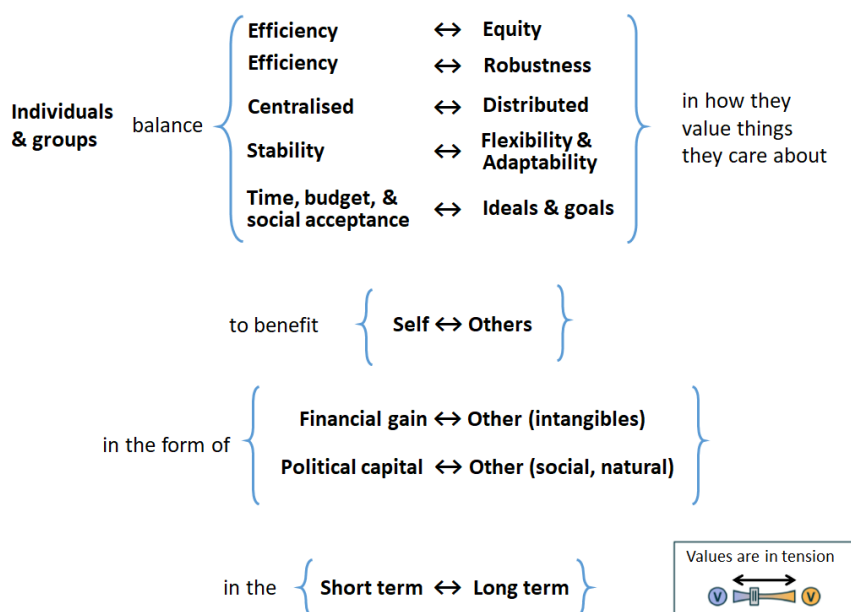 Efficiency ↔ Equity
Efficiency ↔ Robustness
Individuals
& groups
balance
Centralised ↔ Distributed
Stability ↔ Flexibility &
Adaptability
Time, budget, &
social acceptance ↔ Ideals & goals
in how they
value things
they care about
to benefit
Self ↔ Others
in the form of
Financial gain ↔ Other (intangibles)
Political capital ↔ Other (social, natural)
in the
Short term ↔ Long term
Values are in tension
V V